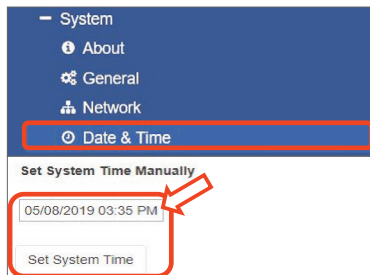 System
About
General
Network
Date & Time
Set System Time Manually
05/08/2019 03:35 PM
Set System Time